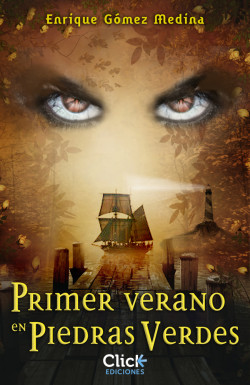 Enrique Gómez Medina
Primer verano
en Piedras Verdes
Click
EDICIONES